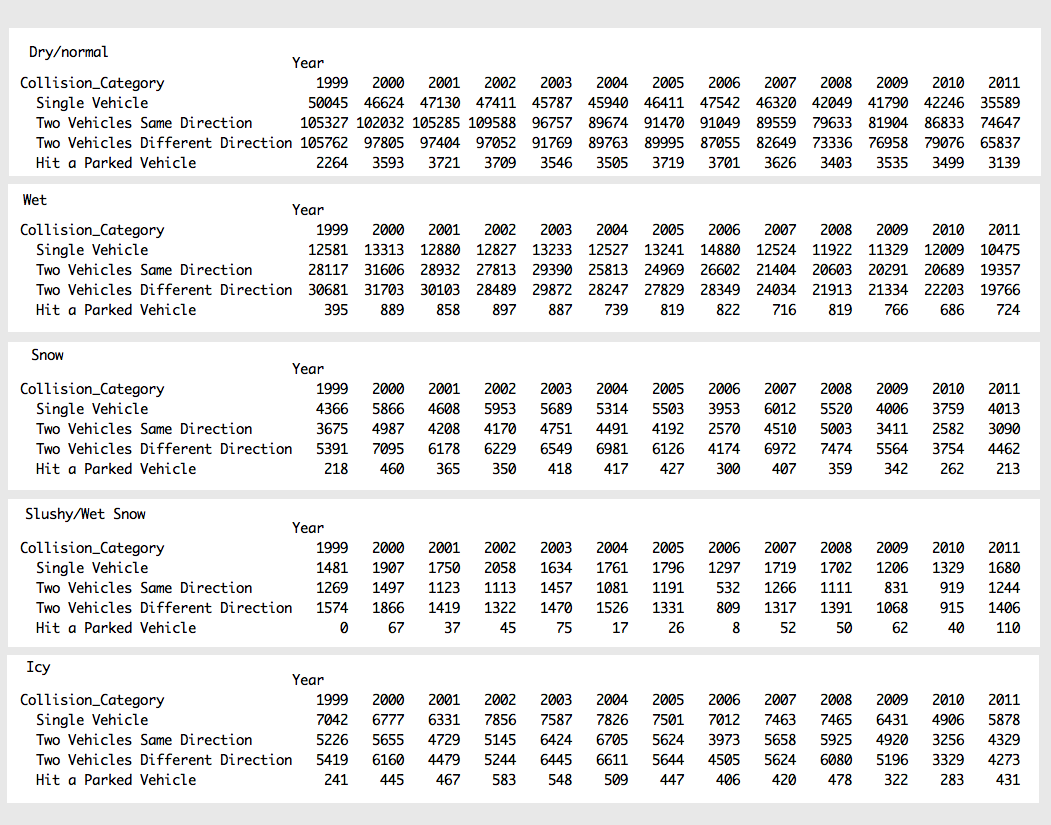 Dry/normal
Year
Collision_Category 1999 2000 2001 2002 2003 2004 2005 2006 2007 2008 2009 2010 2011
Single Vehicle 50045 46624 47130 47411 45787 45940 46411 47542 46320 42049 41790 42246 35589
Two Vehicles Same Direction 105327 102032 105285 109588 96757 89674 91470 91049 89559 79633 81904 86833 74647
Two Vehicles Different Direction 105762 97805 97404 97052 91769 89763 89995 87055 82649 73336 76958 79076 65837
Hit a Parked Vehicle 2264 3593 3721 3709 3546 3505 3719 3701 3626 3403 3535 3499 3139
Wet
Year
Collision_Category 1999 2000 2001 2002 2003 2004 2005 2006 2007 2008 2009 2010 2011
Single Vehicle 12581 13313 12880 12827 13233 12527 13241 14880 12524 11922 11329 12009 10475
Two Vehicles Same Direction 28117 31606 28932 27813 29390 25813 24969 26602 21404 20603 20291 20689 19357
Two Vehicles Different Direction 30681 31703 30103 28489 29872 28247 27829 28349 24034 21913 21334 22203 19766
Hit a Parked Vehicle 395 889 858 897 887 739 819 822 716 819 766 686 724
Snow
Year
Collision_Category 1999 2000 2001 2002 2003 2004 2005 2006 2007 2008 2009 2010 2011
Single Vehicle 4366 5866 4608 5953 5689 5314 5503 3953 6012 5520 4006 3759 4013
Two Vehicles Same Direction 3675 4987 4208 4170 4751 4491 4192 2570 4510 5003 3411 2582 3090
Two Vehicles Different Direction 5391 7095 6178 6229 6549 6981 6126 4174 6972 7474 5564 3754 4462
Hit a Parked Vehicle 218 460 365 350 418 417 427 300 407 359 342 262 213
Slushy/Wet Snow
Year
Collision_Category 1999 2000 2001 2002 2003 2004 2005 2006 2007 2008 2009 2010 2011
Single Vehicle 1481 1907 1750 2058 1634 1761 1796 1297 1719 1702 1206 1329 1680
Two Vehicles Same Direction 1269 1497 1123 1113 1457 1081 1191 532 1266 1111 831 919 1244
Two Vehicles Different Direction 1574 1866 1419 1322 1470 1526 1331 809 1317 1391 1068 915 1406
Hit a Parked Vehicle 0 67 37 45 75 17 26 8 52 50 62 40 110
Icy
Year
Collision_Category 1999 2000 2001 2002 2003 2004 2005 2006 2007 2008 2009 2010 2011
Single Vehicle 7042 6777 6331 7856 7587 7826 7501 7012 7463 7465 6431 4906 5878
Two Vehicles Same Direction 5226 5655 4729 5145 6424 6705 5624 3973 5658 5925 4920 3256 4329
Two Vehicles Different Direction 5419 6160 4479 5244 6445 6611 5644 4505 5624 6080 5196 3329 4273
Hit a Parked Vehicle 241 445 467 583 548 509 447 406 420 478 322 283 431